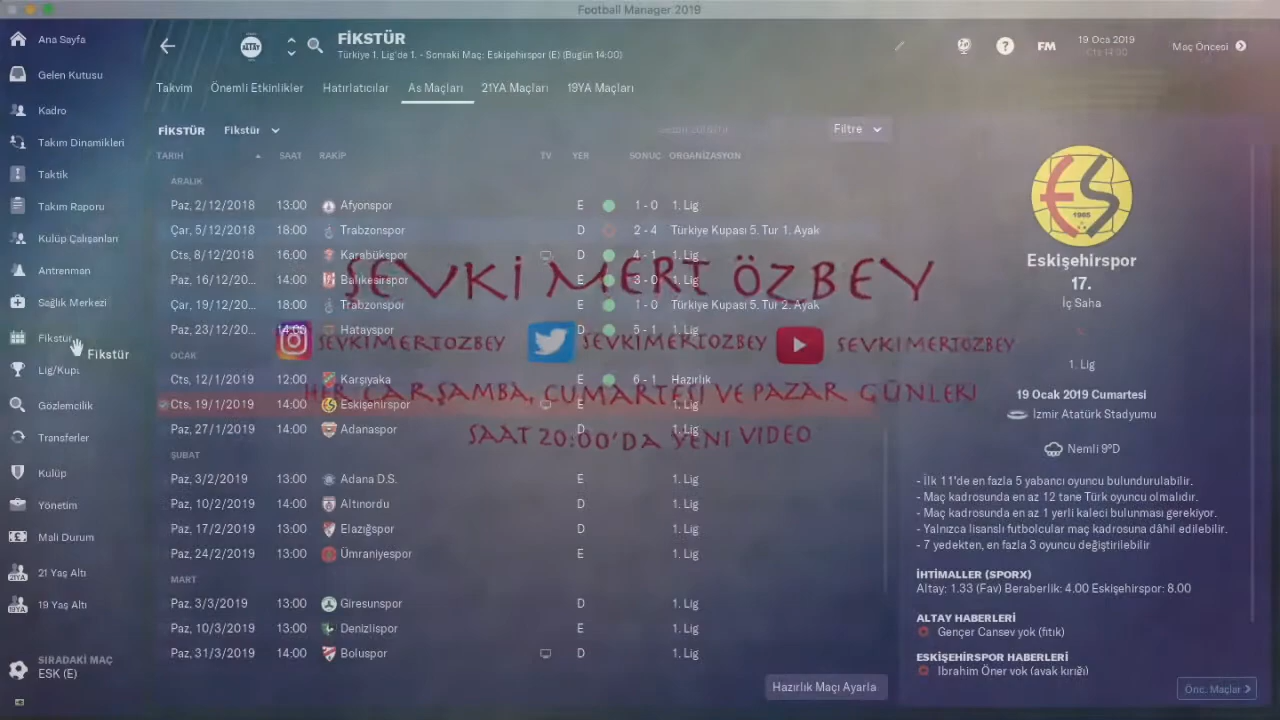 Football Manager 2019
Ana Sayfa
Gelen Kutusu
Kadro
Takım Dinamikleri
Taktik
Takım Raporu
Kulüp Çalışanları
Antrenman
Sağlık Merkezi
Fikstür
Fikstür
Lig/Kupa
Gözlemcilik
Transferler
Kulüp
Yönetim
Mali Durum
21 Yaş Altı
19 Yaş Altı
SIRADAKİ MAÇ
ESK (E)
ALTAY
FİKSTÜR
Türkiye 1. Lig'de 1. - Sonraki Maç: Eskişehirspor (E) (Bugün 14:00)
FM
19 Oca 2019
Cts 14:00
Maç Öncesi
Takvim Önemli Etkinlikler Hatırlatıcılar As Maçları 21YA Maçları 19YA Maçları
FİKSTÜR Fikstür Filtre
TARIH SAAT RAKİP TV YER SONUÇ ORGANİZASYON
ARALIK
Paz, 2/12/2018 13:00 Afyonspor E 1 - 0 1. Lig
Çar, 5/12/2018 18:00 Trabzonspor D 2 - 4 Türkiye Kupası 5. Tur 1. Ayak
Cts, 8/12/2018 16:00 Karabükspor D 4 - 1 1. Lig
Paz, 16/12/20... 14:00 Balıkesirspor E 3 - 0 1. Lig
Çar, 19/12/20... 18:00 Trabzonspor E 1 - 0 Türkiye Kupası 5. Tur 2. Ayak
Paz, 23/12/20... 14:00 Hatayspor D 5 - 1 1. Lig
OCAK
Cts, 12/1/2019 12:00 Karşıyaka E 6 - 1 Hazırlık
Cts, 19/1/2019 14:00 Eskişehirspor E 1. Lig
Paz, 27/1/2019 14:00 Adanaspor D 1. Lig
ŞUBAT
Paz, 3/2/2019 13:00 Adana D.S. E 1. Lig
Paz, 10/2/2019 14:00 Altınordu D 1. Lig
Paz, 17/2/2019 13:00 Elazığspor D 1. Lig
Paz, 24/2/2019 13:00 Ümraniyespor E 1. Lig
MART
Paz, 3/3/2019 13:00 Giresunspor D 1. Lig
Paz, 10/3/2019 13:00 Denizlispor E 1. Lig
Paz, 31/3/2019 14:00 Boluspor D 1. Lig
Hazırlık Maçı Ayarla
ŞEVKİ MERT ÖZBEY
SEVKIMERTOZBEY SEVKIMERTOZBEY SEVKIMERTOZBEY
HER ÇARŞAMBA, CUMARTESİ VE PAZAR GÜNLERİ
SAAT 20:00'DA YENİ VİDEO
ES
1965
Eskişehirspor
17.
İç Saha
1. Lig
19 Ocak 2019 Cumartesi
İzmir Atatürk Stadyumu
Nemli 9°D
- İlk 11'de en fazla 5 yabancı oyuncu bulundurulabilir.
- Maç kadrosunda en az 12 tane Türk oyuncu olmalıdır.
- Maç kadrosunda en az 1 yerli kaleci bulunması gerekiyor.
- Yalnızca lisanslı futbolcular maç kadrosuna dâhil edilebilir.
- 7 yedekten, en fazla 3 oyuncu değiştirilebilir
İHTİMALLER (SPORX)
Altay: 1.33 (Fav) Beraberlik: 4.00 Eskişehirspor: 8.00
ALTAY HABERLERİ
Gençer Cansev yok (fıtık)
ESKİŞEHİRSPOR HABERLERİ
İbrahim Öner yok (ayak kırığı)
Önc. Maçlar